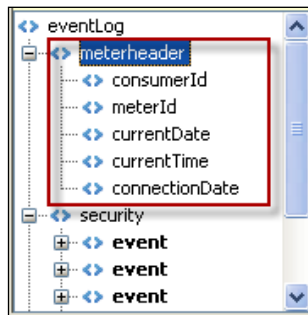 eventLog
meterheader
consumerId
meterId
currentDate
currentTime
connectionDate
security
event
event
event